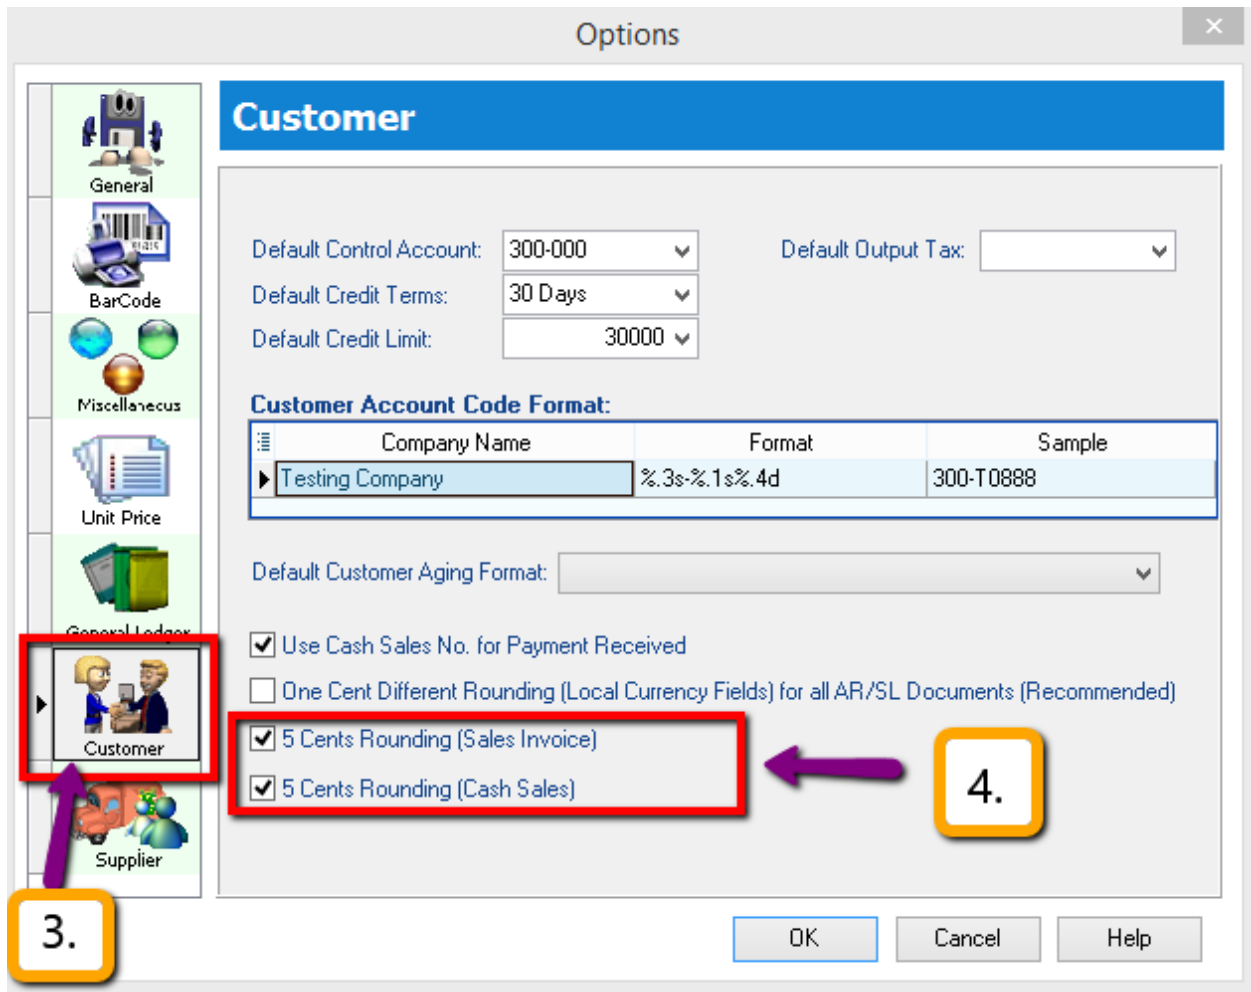 Options
Customer
General
BarCode
Miscellanecus
Unit Price
General Ledger
Customer
Supplier
Default Control Account: 300-000 Default Output Tax:
Default Credit Terms: 30 Days
Default Credit Limit: 30000
Customer Account Code Format:
Company Name Format Sample
Testing Company %.3s-%.1s%.4d 300-T0888
Default Customer Aging Format:
Use Cash Sales No. for Payment Received
One Cent Different Rounding (Local Currency Fields) for all AR/SL Documents (Recommended)
5 Cents Rounding (Sales Invoice)
5 Cents Rounding (Cash Sales)
4.
3.
OK Cancel Help